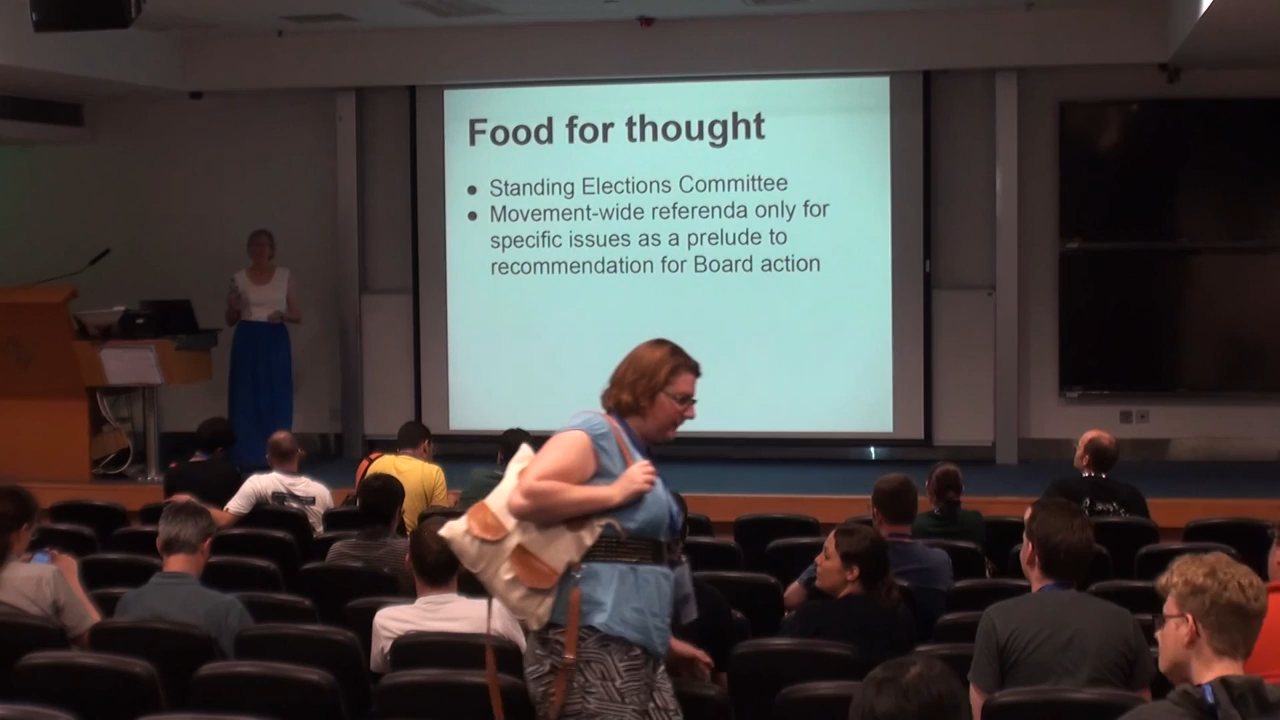 Food for thought
● Standing Elections Committee
● Movement-wide referenda only for
specific issues as a prelude to
recommendation for Board action